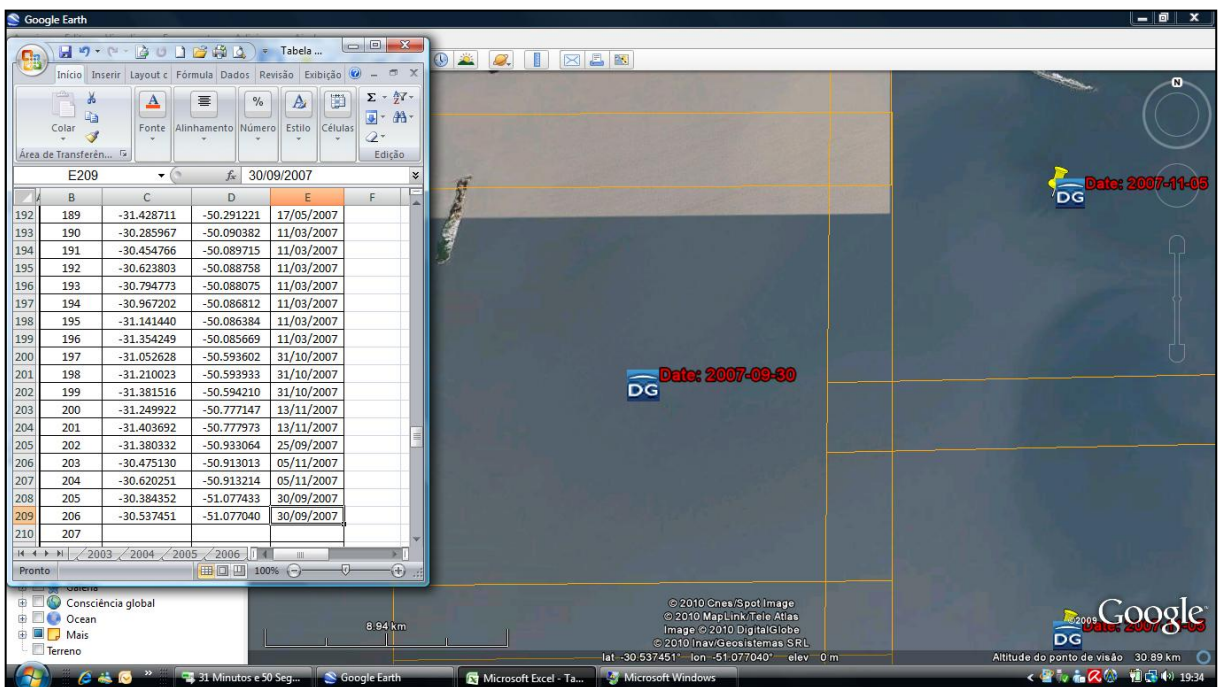 Google Earth
Tabela ...
Início Inserir Layout c Fórmula Dados Revisão Exibição
Colar Fonte Alinhamento Número Estilo Células
Área de Transferên... Edição
E209 fx 30/09/2007
B C D E F
192 189 -31.428711 -50.291221 17/05/2007
193 190 -30.285967 -50.090382 11/03/2007
194 191 -30.454766 -50.089715 11/03/2007
195 192 -30.623803 -50.088758 11/03/2007
196 193 -30.794773 -50.088075 11/03/2007
197 194 -30.967202 -50.086812 11/03/2007
198 195 -31.141440 -50.086384 11/03/2007
199 196 -31.354249 -50.085669 11/03/2007
200 197 -31.052628 -50.593602 31/10/2007
201 198 -31.210023 -50.593933 31/10/2007
202 199 -31.381516 -50.594210 31/10/2007
203 200 -31.249922 -50.777147 13/11/2007
204 201 -31.403692 -50.777973 13/11/2007
205 202 -31.380332 -50.933064 25/09/2007
206 203 -30.475130 -50.913013 05/11/2007
207 204 -30.620251 -50.913214 05/11/2007
208 205 -30.384352 -51.077433 30/09/2007
209 206 -30.537451 -51.077040 30/09/2007
210 207
2003 2004 2005 2006
Pronto 100%
Galeria
Consciência global
Ocean
Mais
Terreno
N
DG Date: 2007-11-05
DG Date: 2007-09-30
8.94 km
© 2010 Cnes/Spot Image
© 2010 MapLink/Tele Atlas
Image © 2010 DigitalGlobe
© 2010 Inav/Geosistemas SRL
©2009 Google
DG
lat -30.537451° lon -51.077040° elev 0 m Altitude do ponto de visão 30.89 km
31 Minutos e 50 Seg... Google Earth Microsoft Excel - Ta... Microsoft Windows 19:34